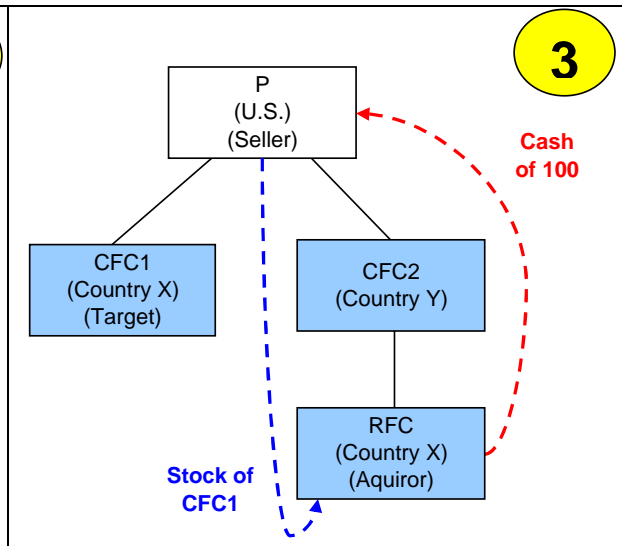 3
P
(U.S.)
(Seller)
Cash
of 100
CFC1
(Country X)
(Target)
CFC2
(Country Y)
RFC
(Country X)
(Aquiror)
Stock of
CFC1